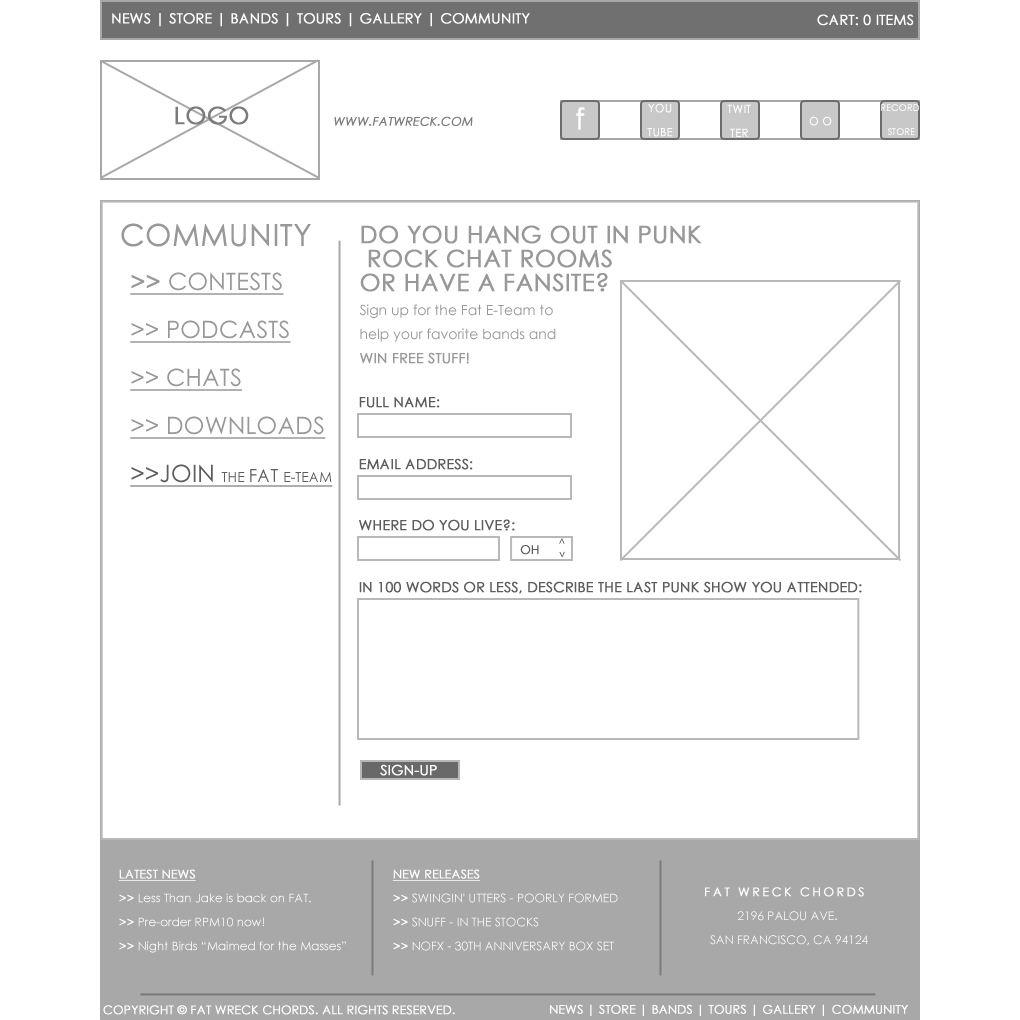 NEWS | STORE | BANDS | TOURS | GALLERY | COMMUNITY
CART: 0 ITEMS
LOGO
WWW.FATWRECK.COM
f
YOU
TUBE
TWIT
TER
O O
RECORD
STORE
COMMUNITY
>> CONTESTS
>> PODCASTS
>> CHATS
>> DOWNLOADS
>>JOIN THE FAT E-TEAM
DO YOU HANG OUT IN PUNK
ROCK CHAT ROOMS
OR HAVE A FANSITE?
Sign up for the Fat E-Team to
help your favorite bands and
WIN FREE STUFF!
FULL NAME:
EMAIL ADDRESS:
WHERE DO YOU LIVE?:
OH
IN 100 WORDS OR LESS, DESCRIBE THE LAST PUNK SHOW YOU ATTENDED:
SIGN-UP
LATEST NEWS
>> Less Than Jake is back on FAT.
>> Pre-order RPM10 now!
>> Night Birds “Maimed for the Masses”
NEW RELEASES
>> SWINGIN' UTTERS - POORLY FORMED
>> SNUFF - IN THE STOCKS
>> NOFX - 30TH ANNIVERSARY BOX SET
FAT WRECK CHORDS
2196 PALOU AVE.
SAN FRANCISCO, CA 94124
COPYRIGHT © FAT WRECK CHORDS. ALL RIGHTS RESERVED.
NEWS | STORE | BANDS | TOURS | GALLERY | COMMUNITY